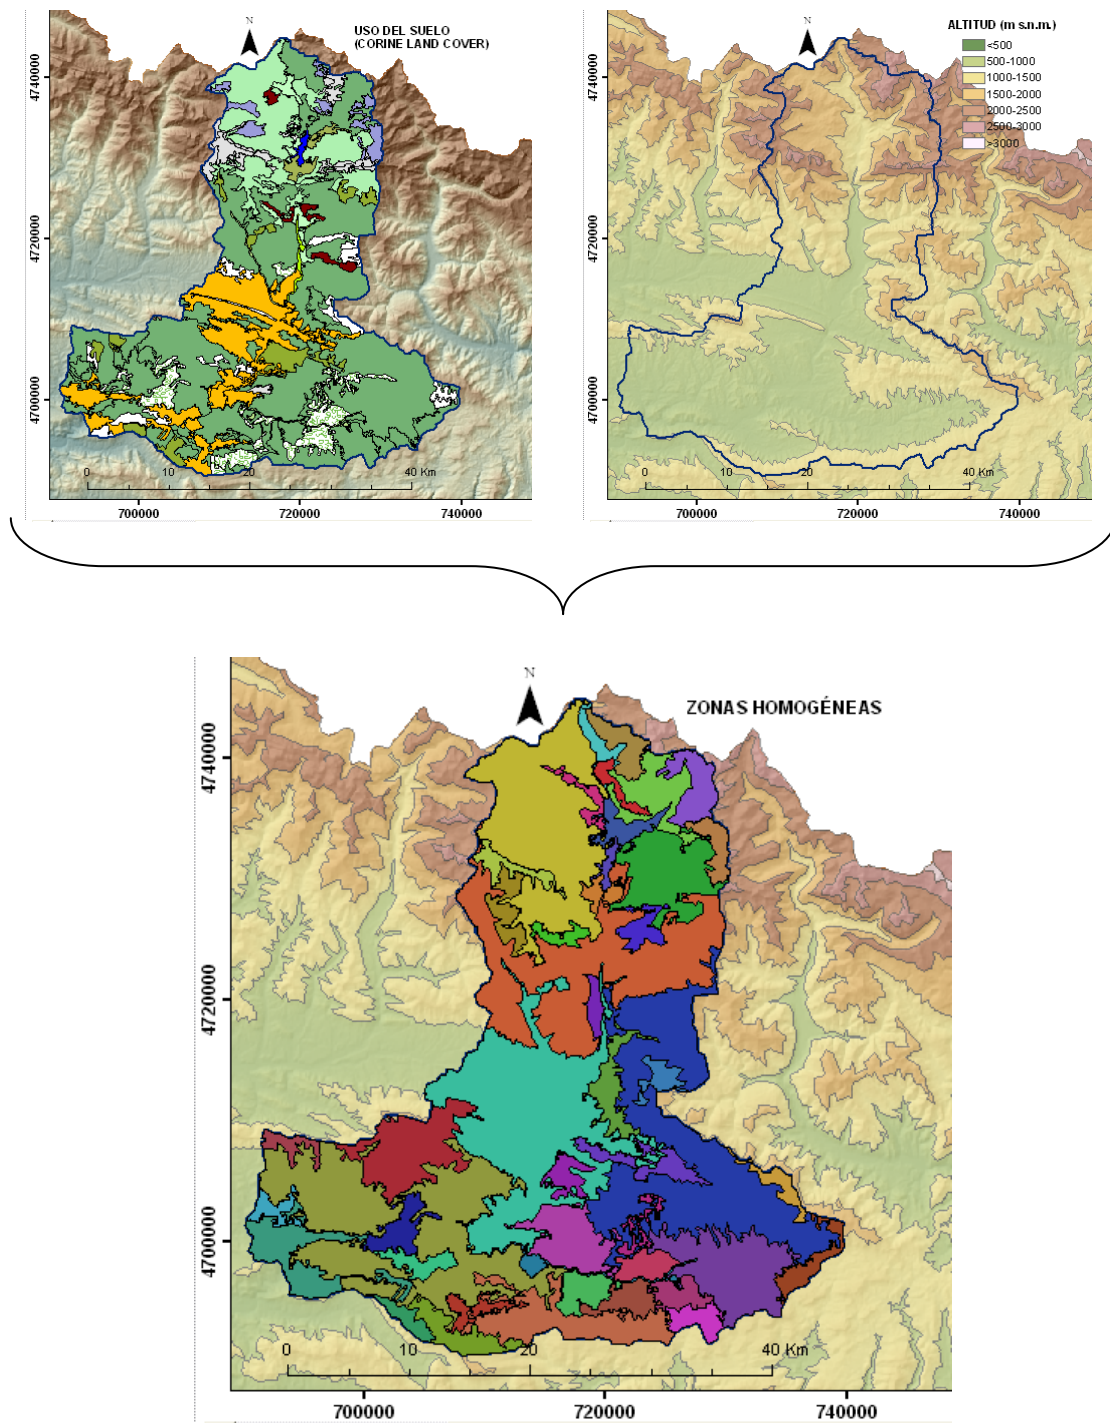 N
USO DEL SUELO
(CORINE LAND COVER)
4740000
4720000
4700000
0 10 20 40 Km
700000 720000 740000
N
ALTITUD (m s.n.m.)
<500
500-1000
1000-1500
1500-2000
2000-2500
2500-3000
>3000
4740000
4720000
4700000
0 10 20 40 Km
700000 720000 740000
N
ZONAS HOMOGÉNEAS
4740000
4720000
4700000
0 10 20 40 Km
700000 720000 740000